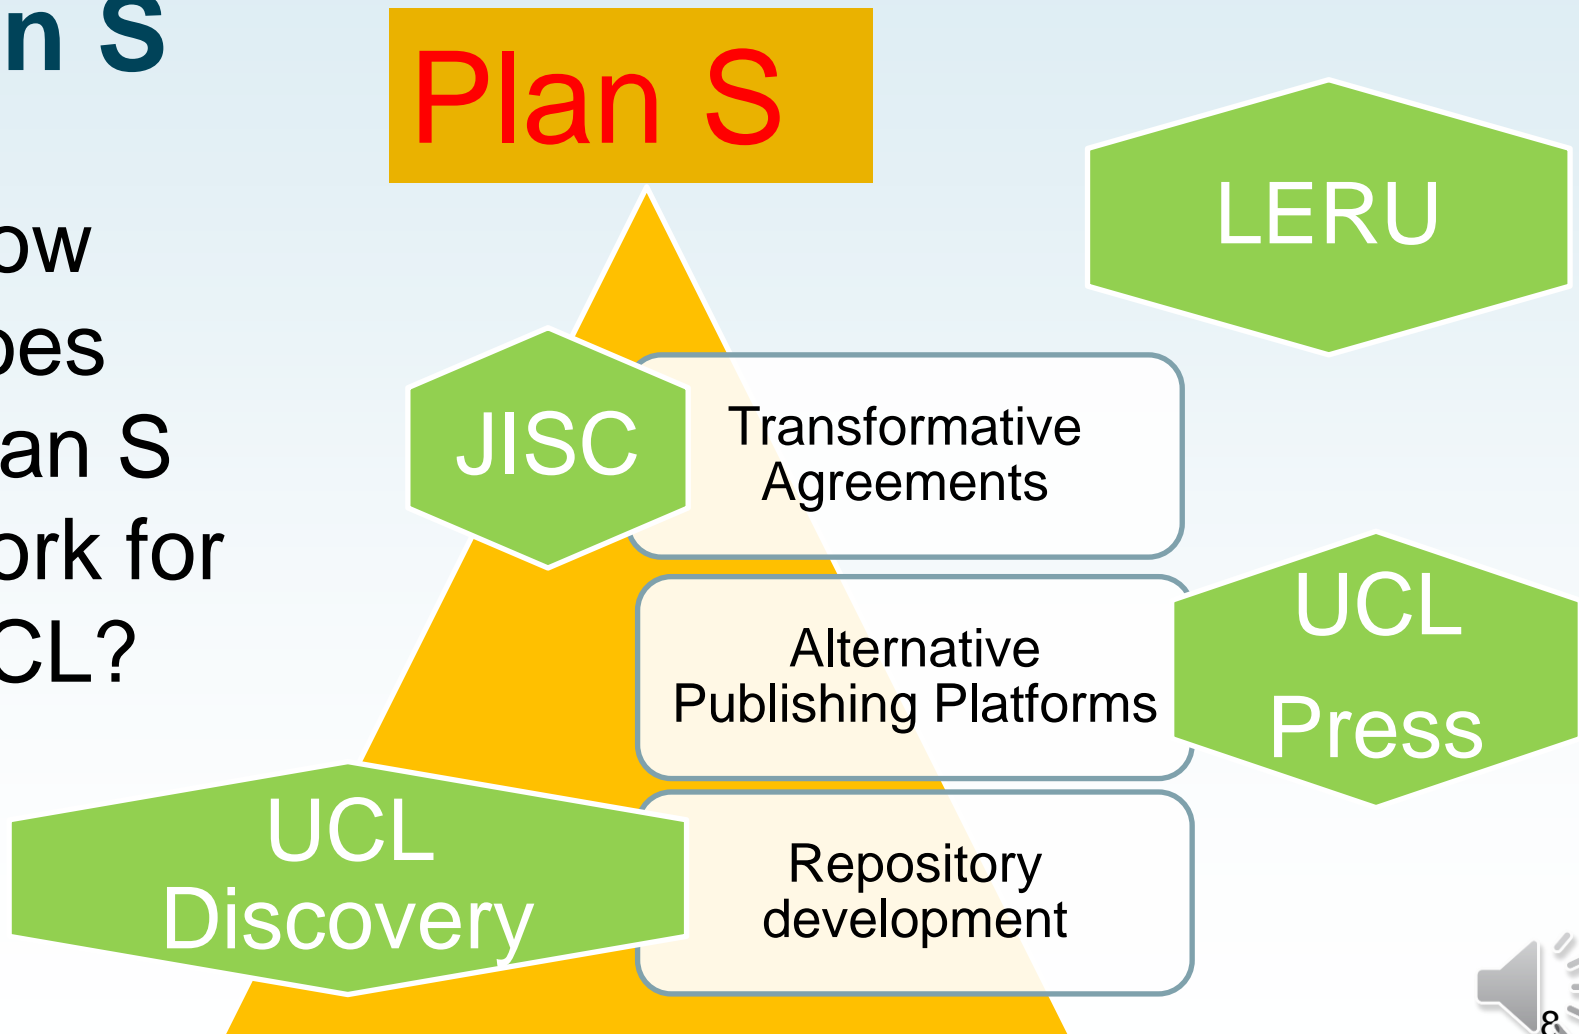 n S
Plan S
LERU
ow
oes
an S
ork for
CL?
JISC
Transformative
Agreements
Alternative
Publishing Platforms
UCL
Press
UCL
Discovery
Repository
development
8